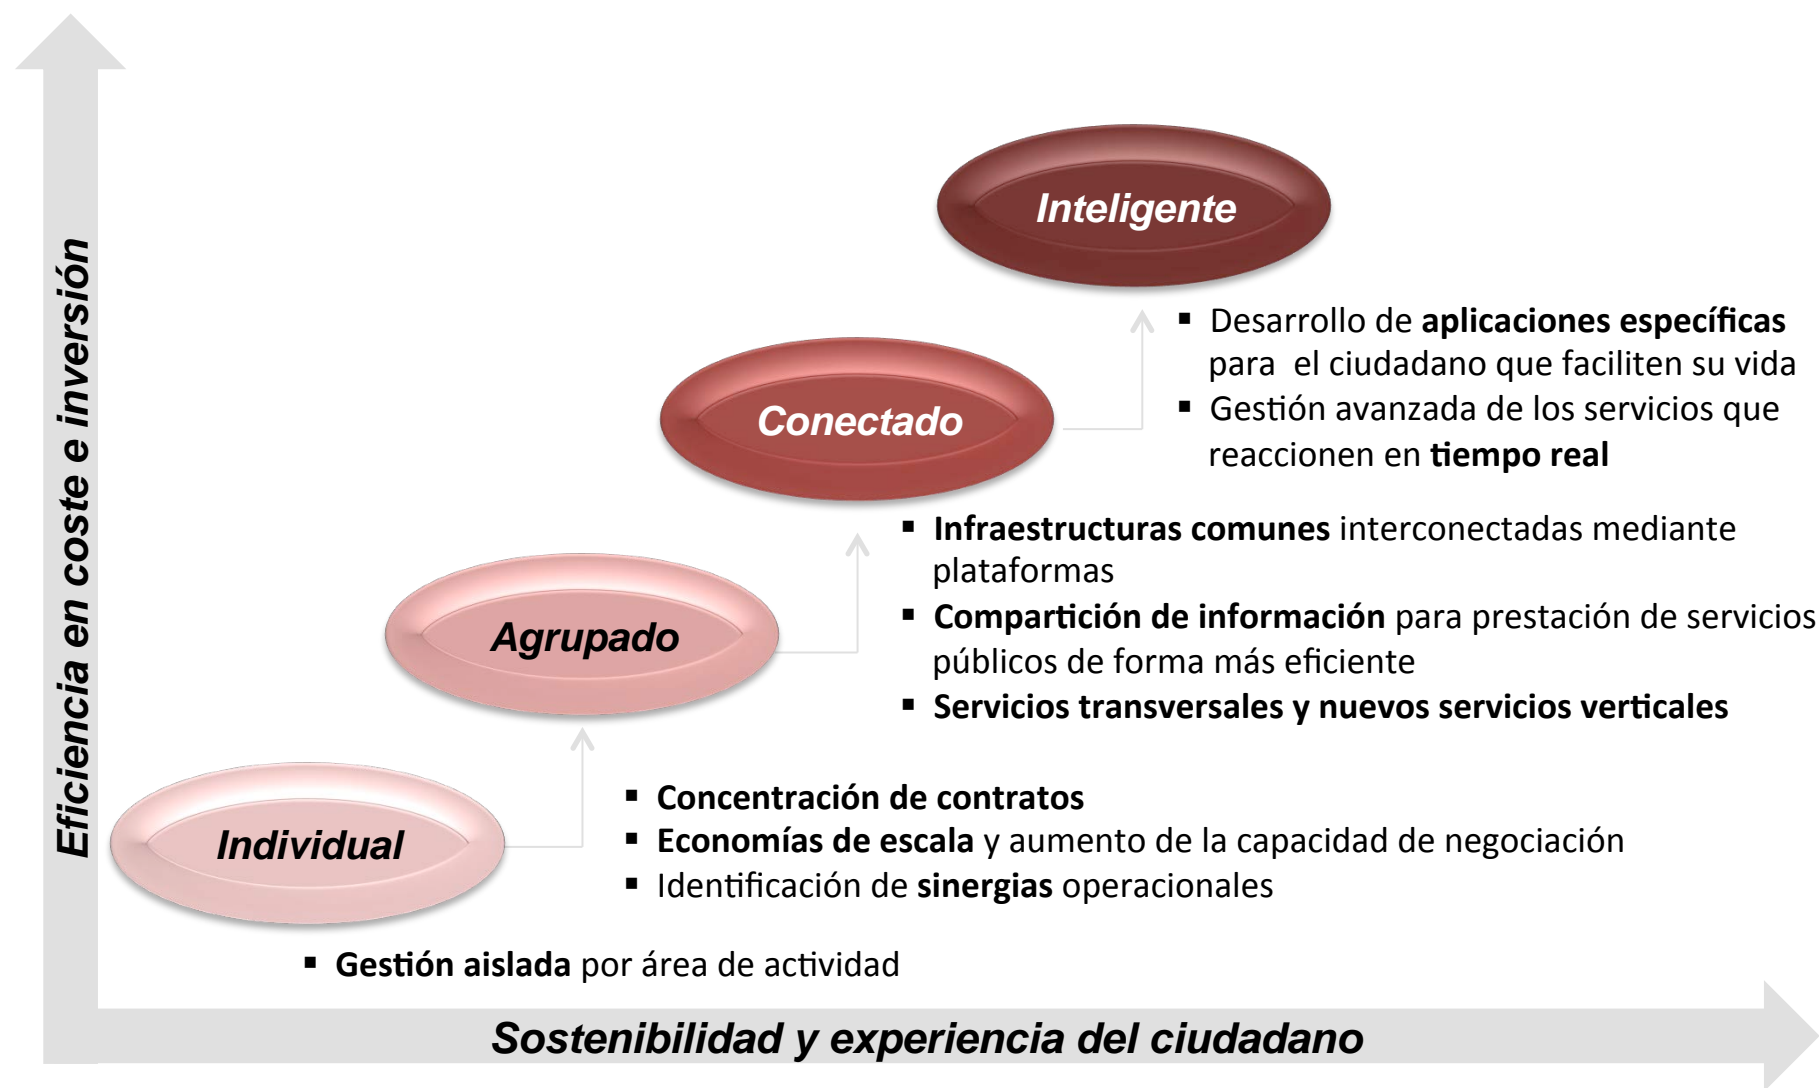 Eficiencia en coste e inversión
Inteligente
▪ Desarrollo de aplicaciones específicas
para el ciudadano que faciliten su vida
▪ Gestión avanzada de los servicios que
reaccionen en tiempo real
Conectado
▪ Infraestructuras comunes interconectadas mediante
plataformas
▪ Compartición de información para prestación de servicios
públicos de forma más eficiente
▪ Servicios transversales y nuevos servicios verticales
Agrupado
▪ Concentración de contratos
▪ Economías de escala y aumento de la capacidad de negociación
▪ Identificación de sinergias operacionales
Individual
▪ Gestión aislada por área de actividad
Sostenibilidad y experiencia del ciudadano